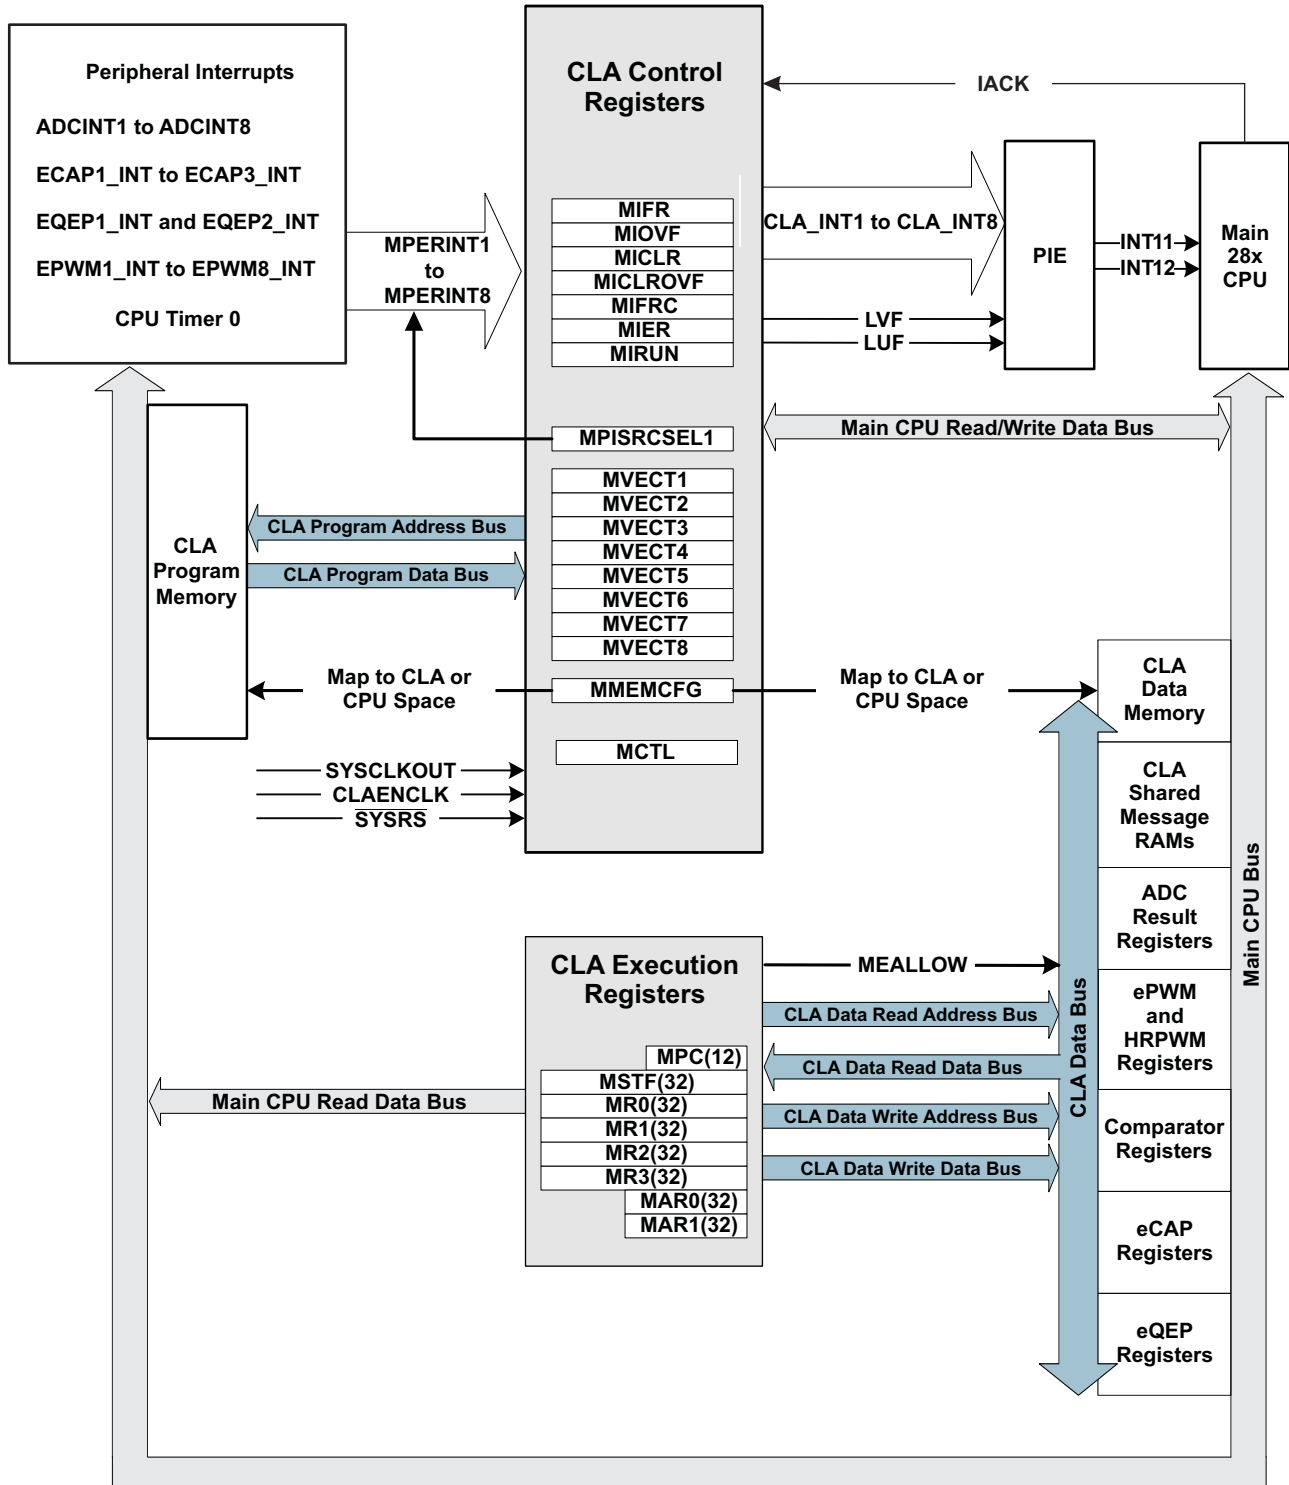 Peripheral Interrupts
ADCINT1 to ADCINT8
ECAP1_INT to ECAP3_INT
EQEP1_INT and EQEP2_INT
EPWM1_INT to EPWM8_INT
CPU Timer 0
MPERINT1
to
MPERINT8
CLA Control
Registers
MIFR
MIOVF
MICLR
MICLROVF
MIFRC
MIER
MIRUN
MPISRCSEL1
MVECT1
MVECT2
MVECT3
MVECT4
MVECT5
MVECT6
MVECT7
MVECT8
MMEMCFG
MCTL
IACK
CLA_INT1 to CLA_INT8
LVF
LUF
PIE
INT11
INT12
Main
28x
CPU
Main CPU Read/Write Data Bus
CLA Program Address Bus
CLA Program Data Bus
CLA
Program
Memory
Map to CLA or
CPU Space
Map to CLA or
CPU Space
SYSCLKOUT
CLAENCLK
SYSRS
CLA
Data
Memory
CLA
Shared
Message
RAMs
ADC
Result
Registers
ePWM
and
HRPWM
Registers
Comparator
Registers
eCAP
Registers
eQEP
Registers
Main CPU Bus
CLA Data Bus
CLA Execution
Registers
MPC(12)
MSTF(32)
MR0(32)
MR1(32)
MR2(32)
MR3(32)
MAR0(32)
MAR1(32)
MEALLOW
CLA Data Read Address Bus
CLA Data Read Data Bus
CLA Data Write Address Bus
CLA Data Write Data Bus
Main CPU Read Data Bus